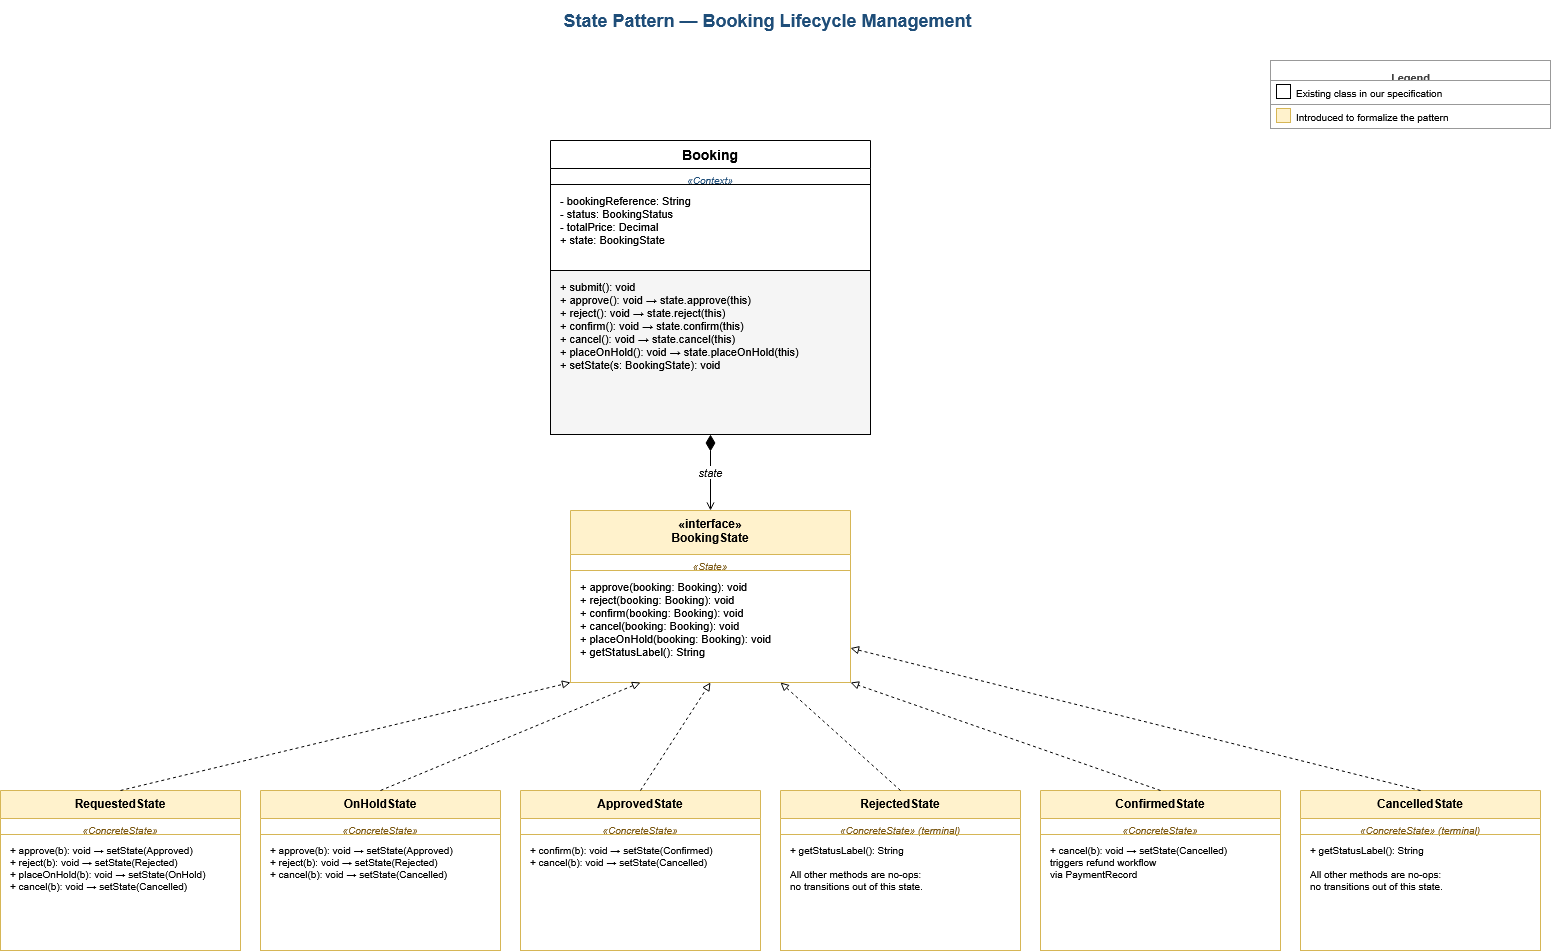 State Pattern — Booking Lifecycle Management
Legend
Existing class in our specification
Introduced to formalize the pattern
Booking
«Context»
- bookingReference: String
- status: BookingStatus
- totalPrice: Decimal
+ state: BookingState
+ submit(): void
+ approve(): void → state.approve(this)
+ reject(): void → state.reject(this)
+ confirm(): void → state.confirm(this)
+ cancel(): void → state.cancel(this)
+ placeOnHold(): void → state.placeOnHold(this)
+ setState(s: BookingState): void
state
«interface»
BookingState
«State»
+ approve(booking: Booking): void
+ reject(booking: Booking): void
+ confirm(booking: Booking): void
+ cancel(booking: Booking): void
+ placeOnHold(booking: Booking): void
+ getStatusLabel(): String
RequestedState
«ConcreteState»
+ approve(b): void → setState(Approved)
+ reject(b): void → setState(Rejected)
+ placeOnHold(b): void → setState(OnHold)
+ cancel(b): void → setState(Cancelled)
OnHoldState
«ConcreteState»
+ approve(b): void → setState(Approved)
+ reject(b): void → setState(Rejected)
+ cancel(b): void → setState(Cancelled)
ApprovedState
«ConcreteState»
+ confirm(b): void → setState(Confirmed)
+ cancel(b): void → setState(Cancelled)
RejectedState
«ConcreteState» (terminal)
+ getStatusLabel(): String
All other methods are no-ops:
no transitions out of this state.
ConfirmedState
«ConcreteState»
+ cancel(b): void → setState(Cancelled)
triggers refund workflow
via PaymentRecord
CancelledState
«ConcreteState» (terminal)
+ getStatusLabel(): String
All other methods are no-ops:
no transitions out of this state.